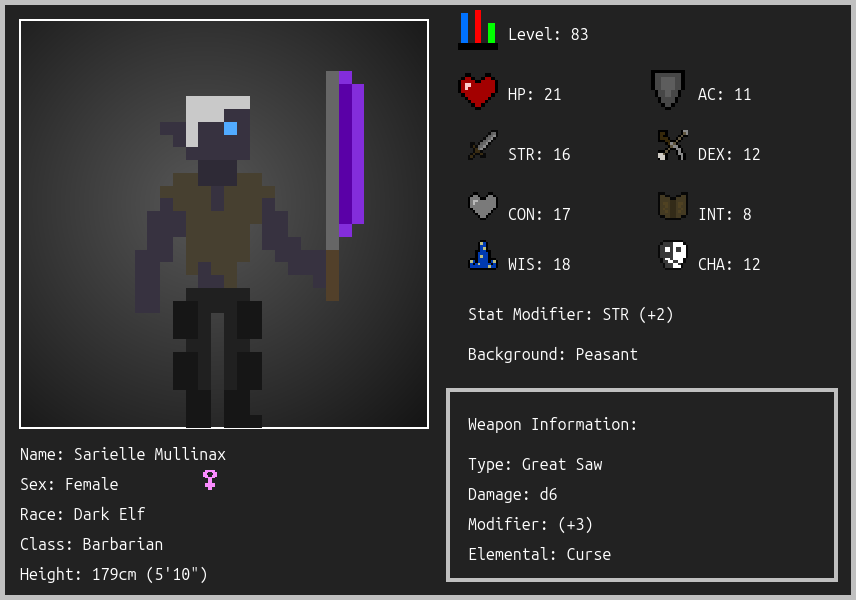 Level: 83
HP: 21
AC: 11
STR: 16
DEX: 12
CON: 17
INT: 8
WIS: 18
CHA: 12
Stat Modifier: STR (+2)
Background: Peasant
Weapon Information:
Type: Great Saw
Damage: d6
Modifier: (+3)
Elemental: Curse
Name: Sarielle Mullinax
Sex: Female
Race: Dark Elf
Class: Barbarian
Height: 179cm (5'10")